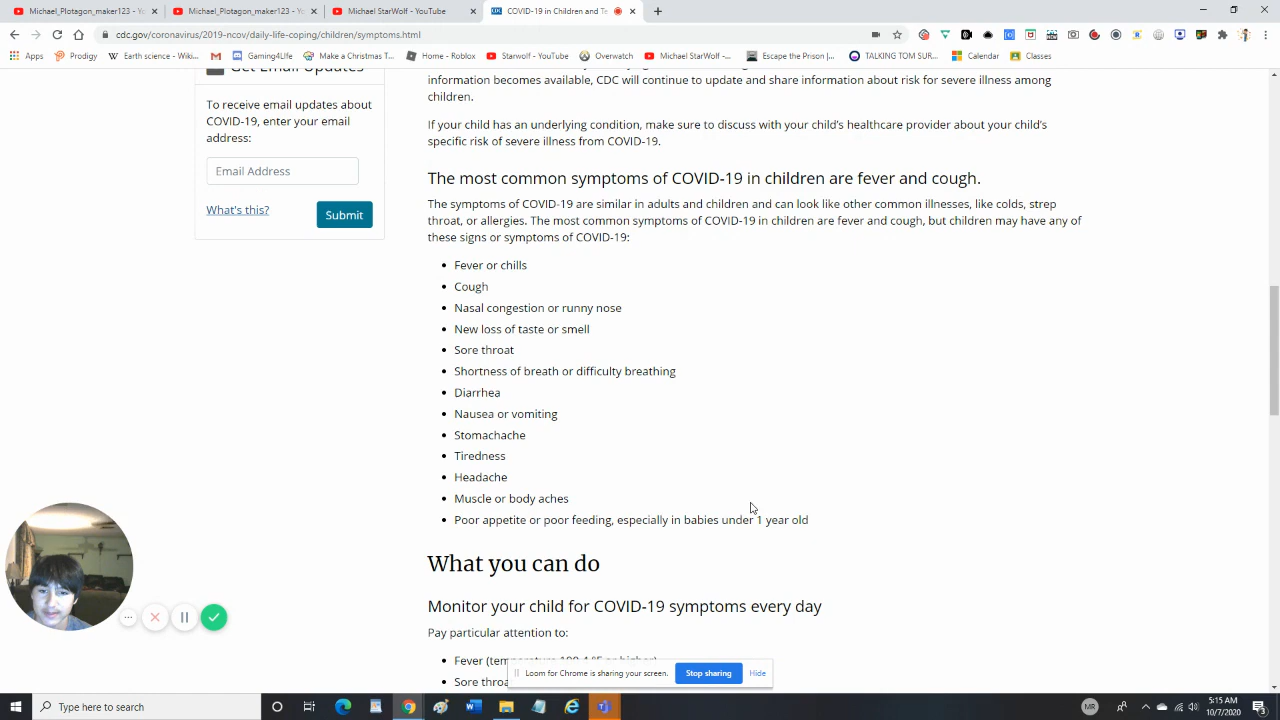 Michael_Plotagon_maker123 - Yo
Michael_Plotagon_maker123 - Yo
Michael StarWolf - YouTube
COVID-19 in Children and Te
cdc.gov/coronavirus/2019-ncov/daily-life-coping/children/symptoms.html
Apps
Prodigy
Earth science - Wiki...
Gaming4life
Make a Christmas T...
Home - Roblox
Starwolf - YouTube
Overwatch
Michael StarWolf -...
Escape the Prison |...
TALKING TOM SUR...
Calendar
Classes
Get Email Updates
To receive email updates about
COVID-19, enter your email
address:
Email Address
What's this?
Submit
information becomes available, CDC will continue to update and share information about risk for severe illness among
children.
If your child has an underlying condition, make sure to discuss with your child's healthcare provider about your child's
specific risk of severe illness from COVID-19.
The most common symptoms of COVID-19 in children are fever and cough.
The symptoms of COVID-19 are similar in adults and children and can look like other common illnesses, like colds, strep
throat, or allergies. The most common symptoms of COVID-19 in children are fever and cough, but children may have any of
these signs or symptoms of COVID-19:
Fever or chills
Cough
Nasal congestion or runny nose
New loss of taste or smell
Sore throat
Shortness of breath or difficulty breathing
Diarrhea
Nausea or vomiting
Stomachache
Tiredness
Headache
Muscle or body aches
Poor appetite or poor feeding, especially in babies under 1 year old
What you can do
Monitor your child for COVID-19 symptoms every day
Pay particular attention to:
Fever
Sore
Loom for Chrome is sharing your screen.
Stop sharing
Hide
Type here to search
MR
5:15 AM
10/7/2020